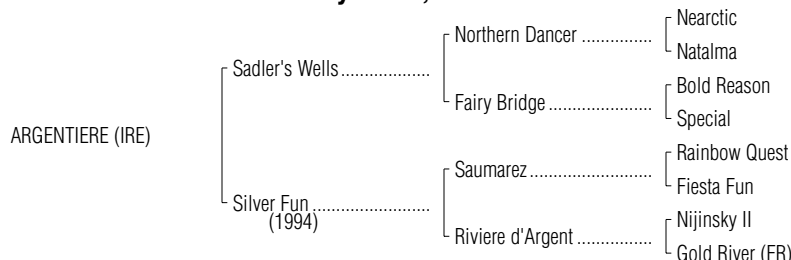 Nearctic
Northern Dancer ..............
Natalma
Sadler's Wells...................
Bold Reason
Fairy Bridge ....................
Special
ARGENTIERE (IRE)
Rainbow Quest
Saumarez........................
Fiesta Fun
Silver Fun ........................
(1994)
Nijinsky II
Riviere d'Argent ...............
Gold River (FR)